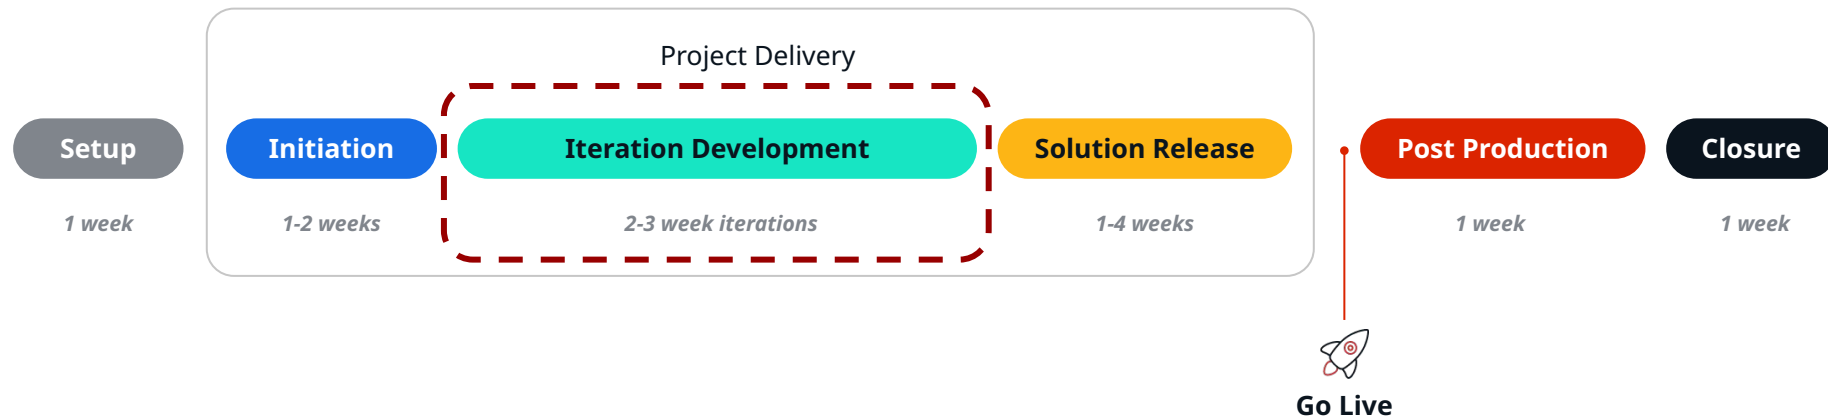 Project Delivery
Setup
Initiation
Iteration Development
Solution Release
Post Production
Closure
1 week
1-2 weeks
2-3 week iterations
1-4 weeks
1 week
1 week
Go Live